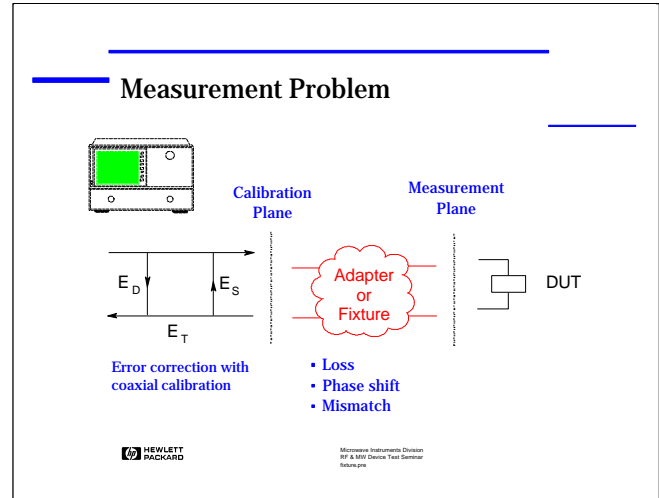 Measurement Problem
Calibration
Plane
Measurement
Plane
E D
E S
E T
Adapter
or
Fixture
DUT
Error correction with
coaxial calibration
▪ Loss
▪ Phase shift
▪ Mismatch
hp HEWLETT
PACKARD
Microwave Instruments Division
RF & MW Device Test Seminar
fixture.pre